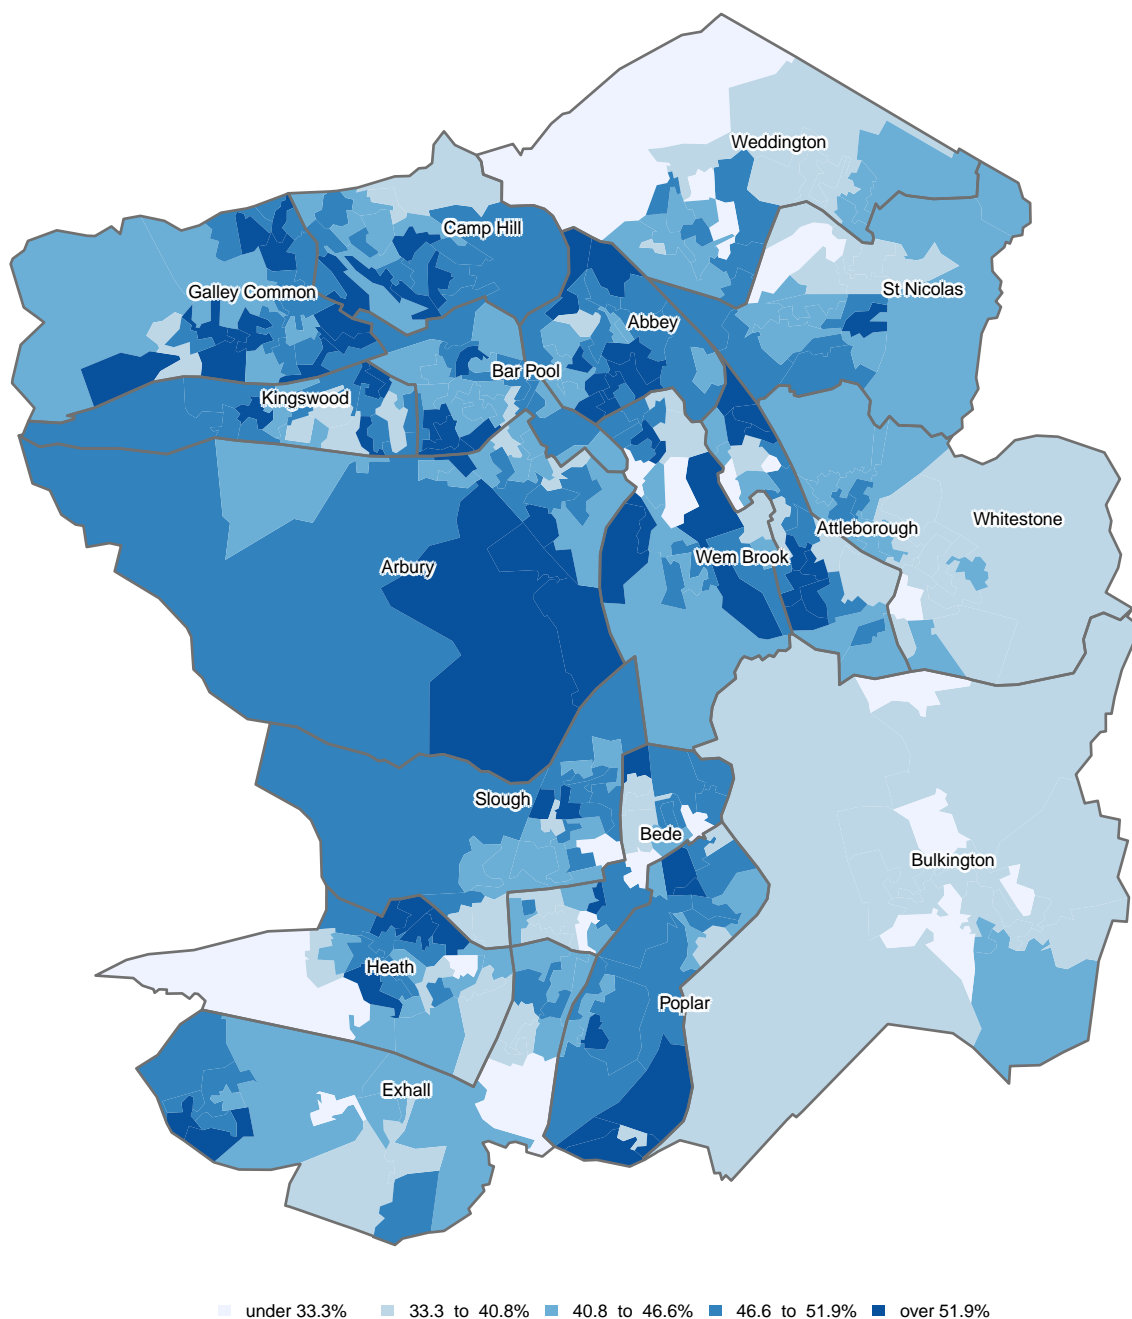 Weddington
Camp Hill
Galley Common
St Nicolas
Abbey
Bar Pool
Kingswood
Whitestone
Attleborough
Wem Brook
Arbury
Slough
Bede
Bulkington
Heath
Poplar
Exhall
under 33.3% 33.3 to 40.8% 40.8 to 46.6% 46.6 to 51.9% over 51.9%